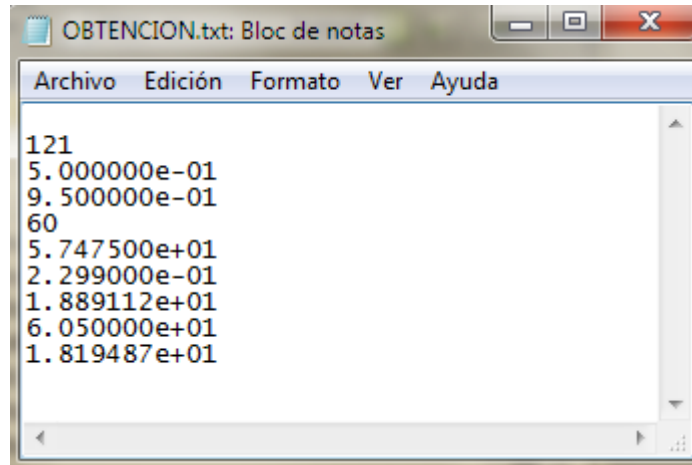 OBTENCION.txt: Bloc de notas
Archivo Edición Formato Ver Ayuda
121
5.000000e-01
9.500000e-01
60
5.747500e+01
2.299000e-01
1.889112e+01
6.050000e+01
1.819487e+01